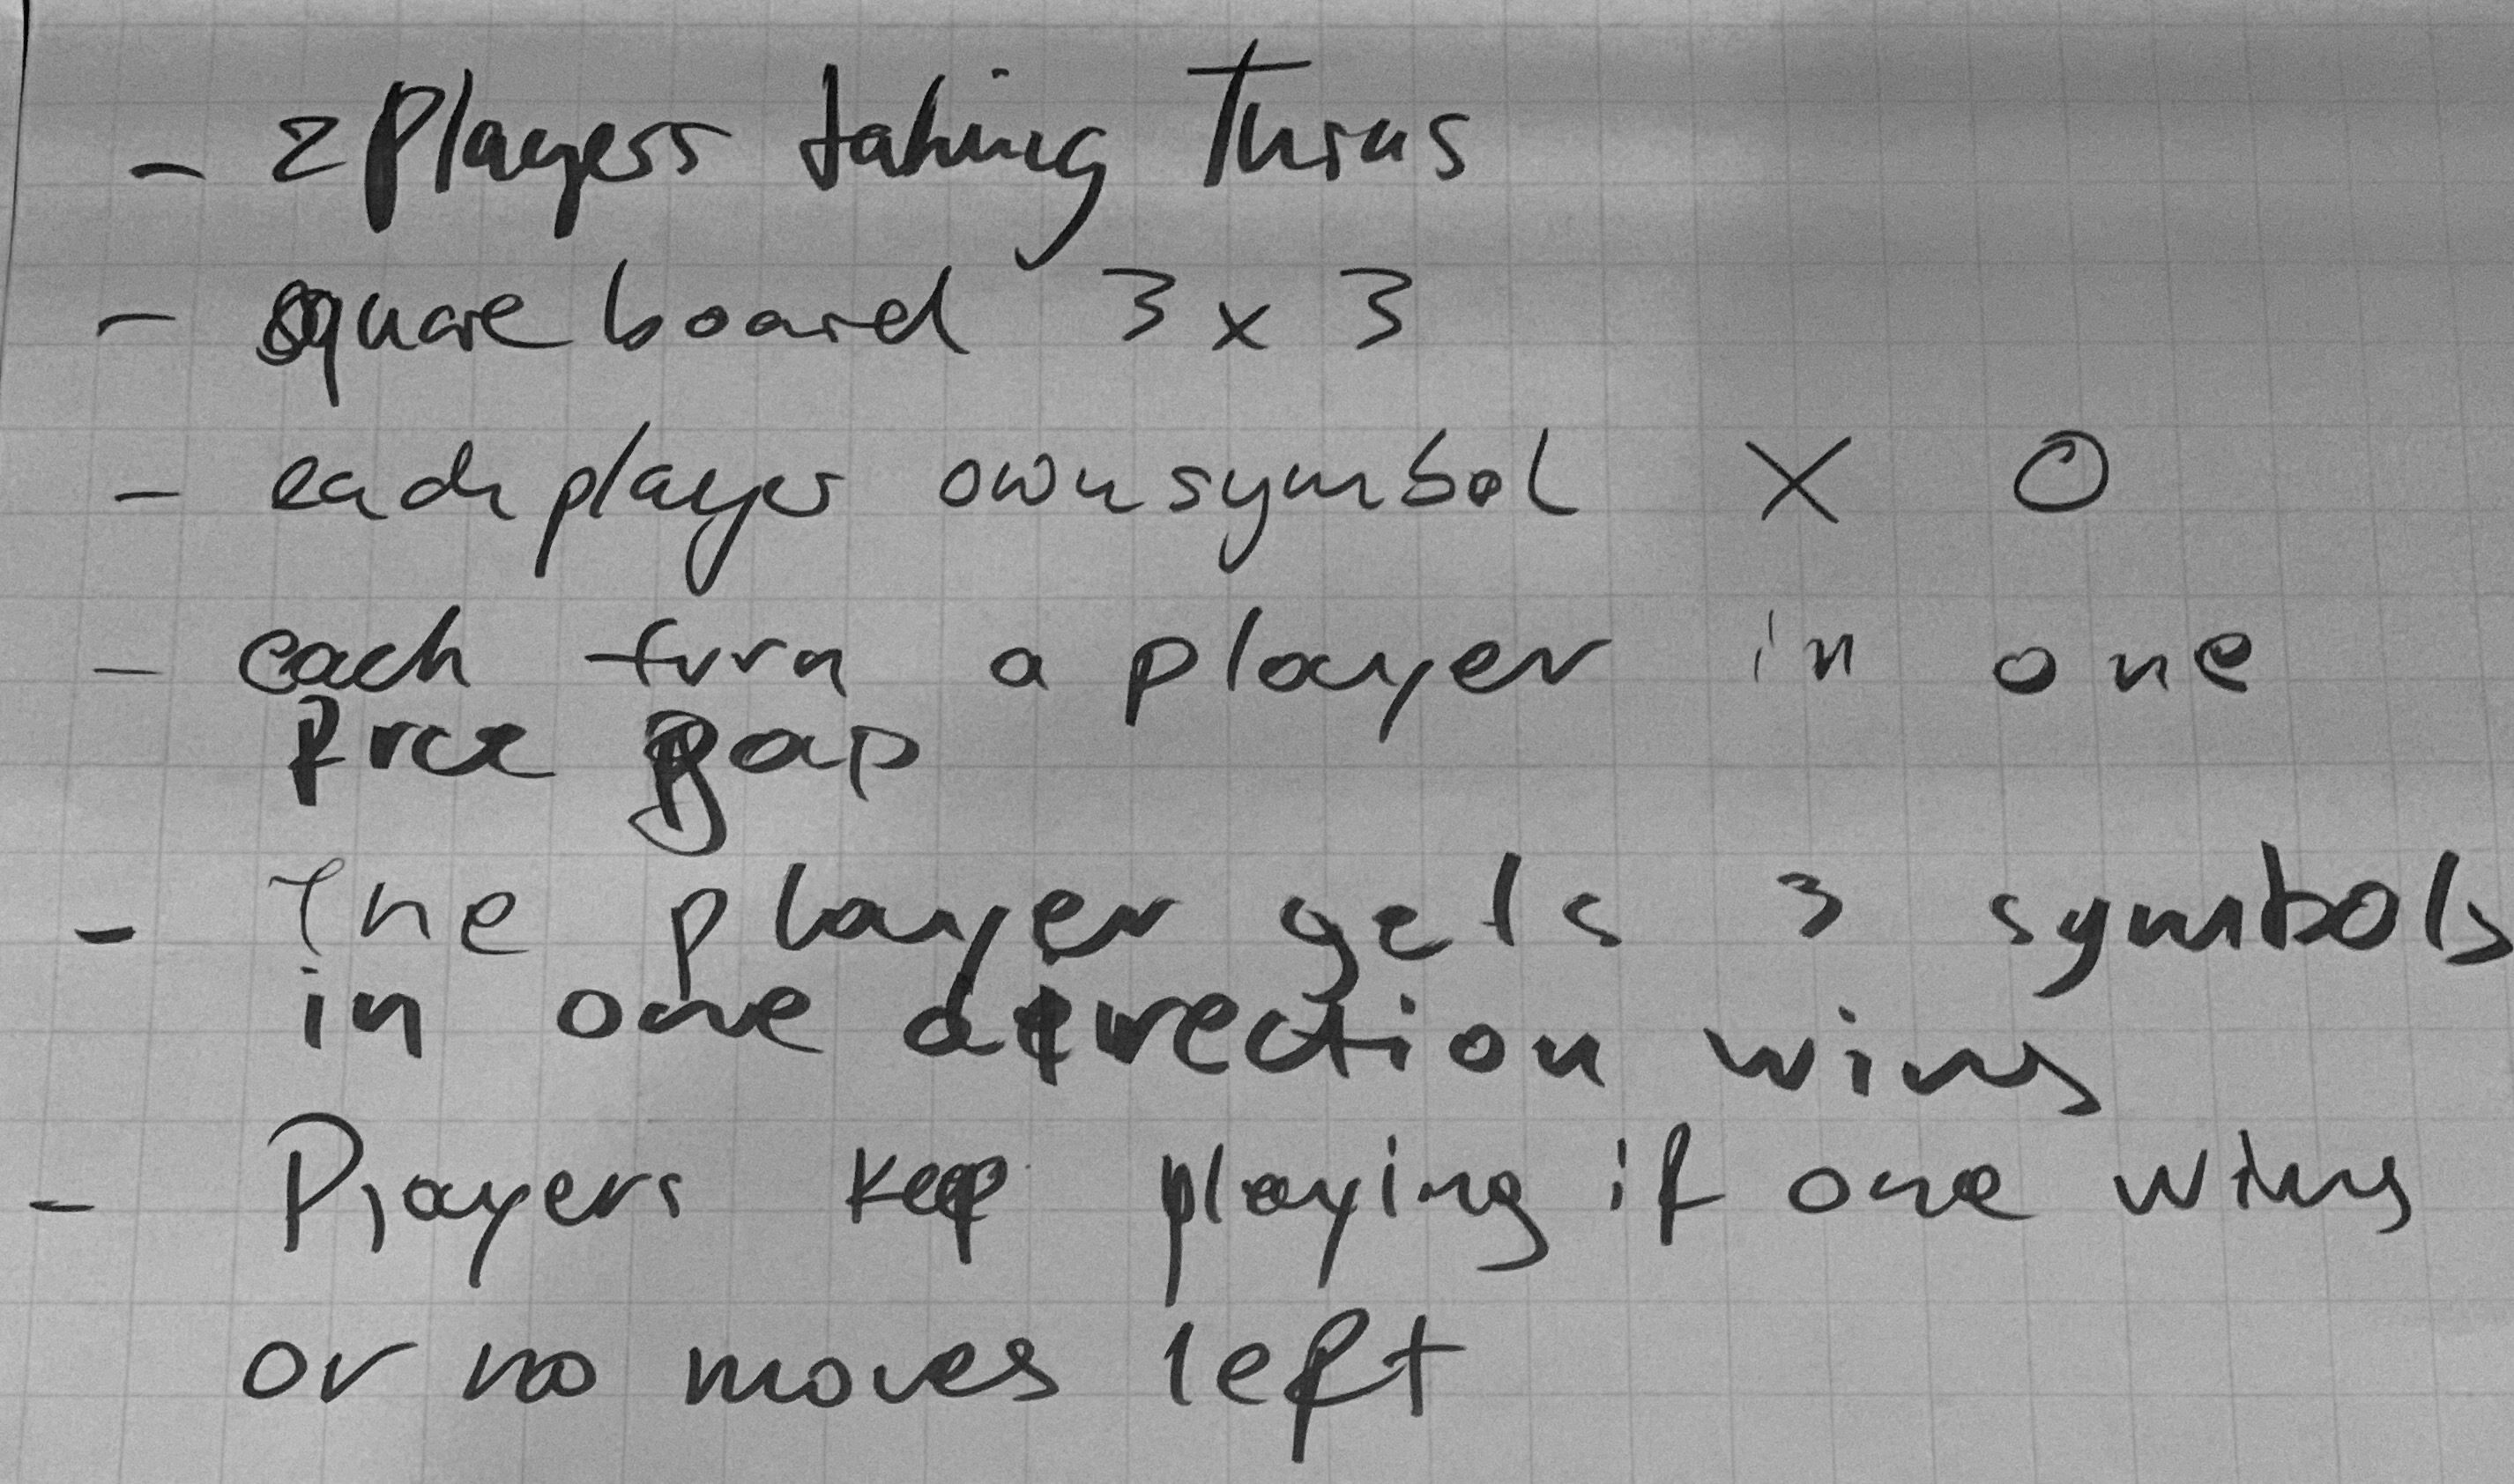 - 2 Players taking Turns
- square board 3 x 3
- each player own symbol X O
- each turn a player in one
free gap
- The player gets 3 symbols
in one direction wins
- Players keep playing if one wins
or no moves left